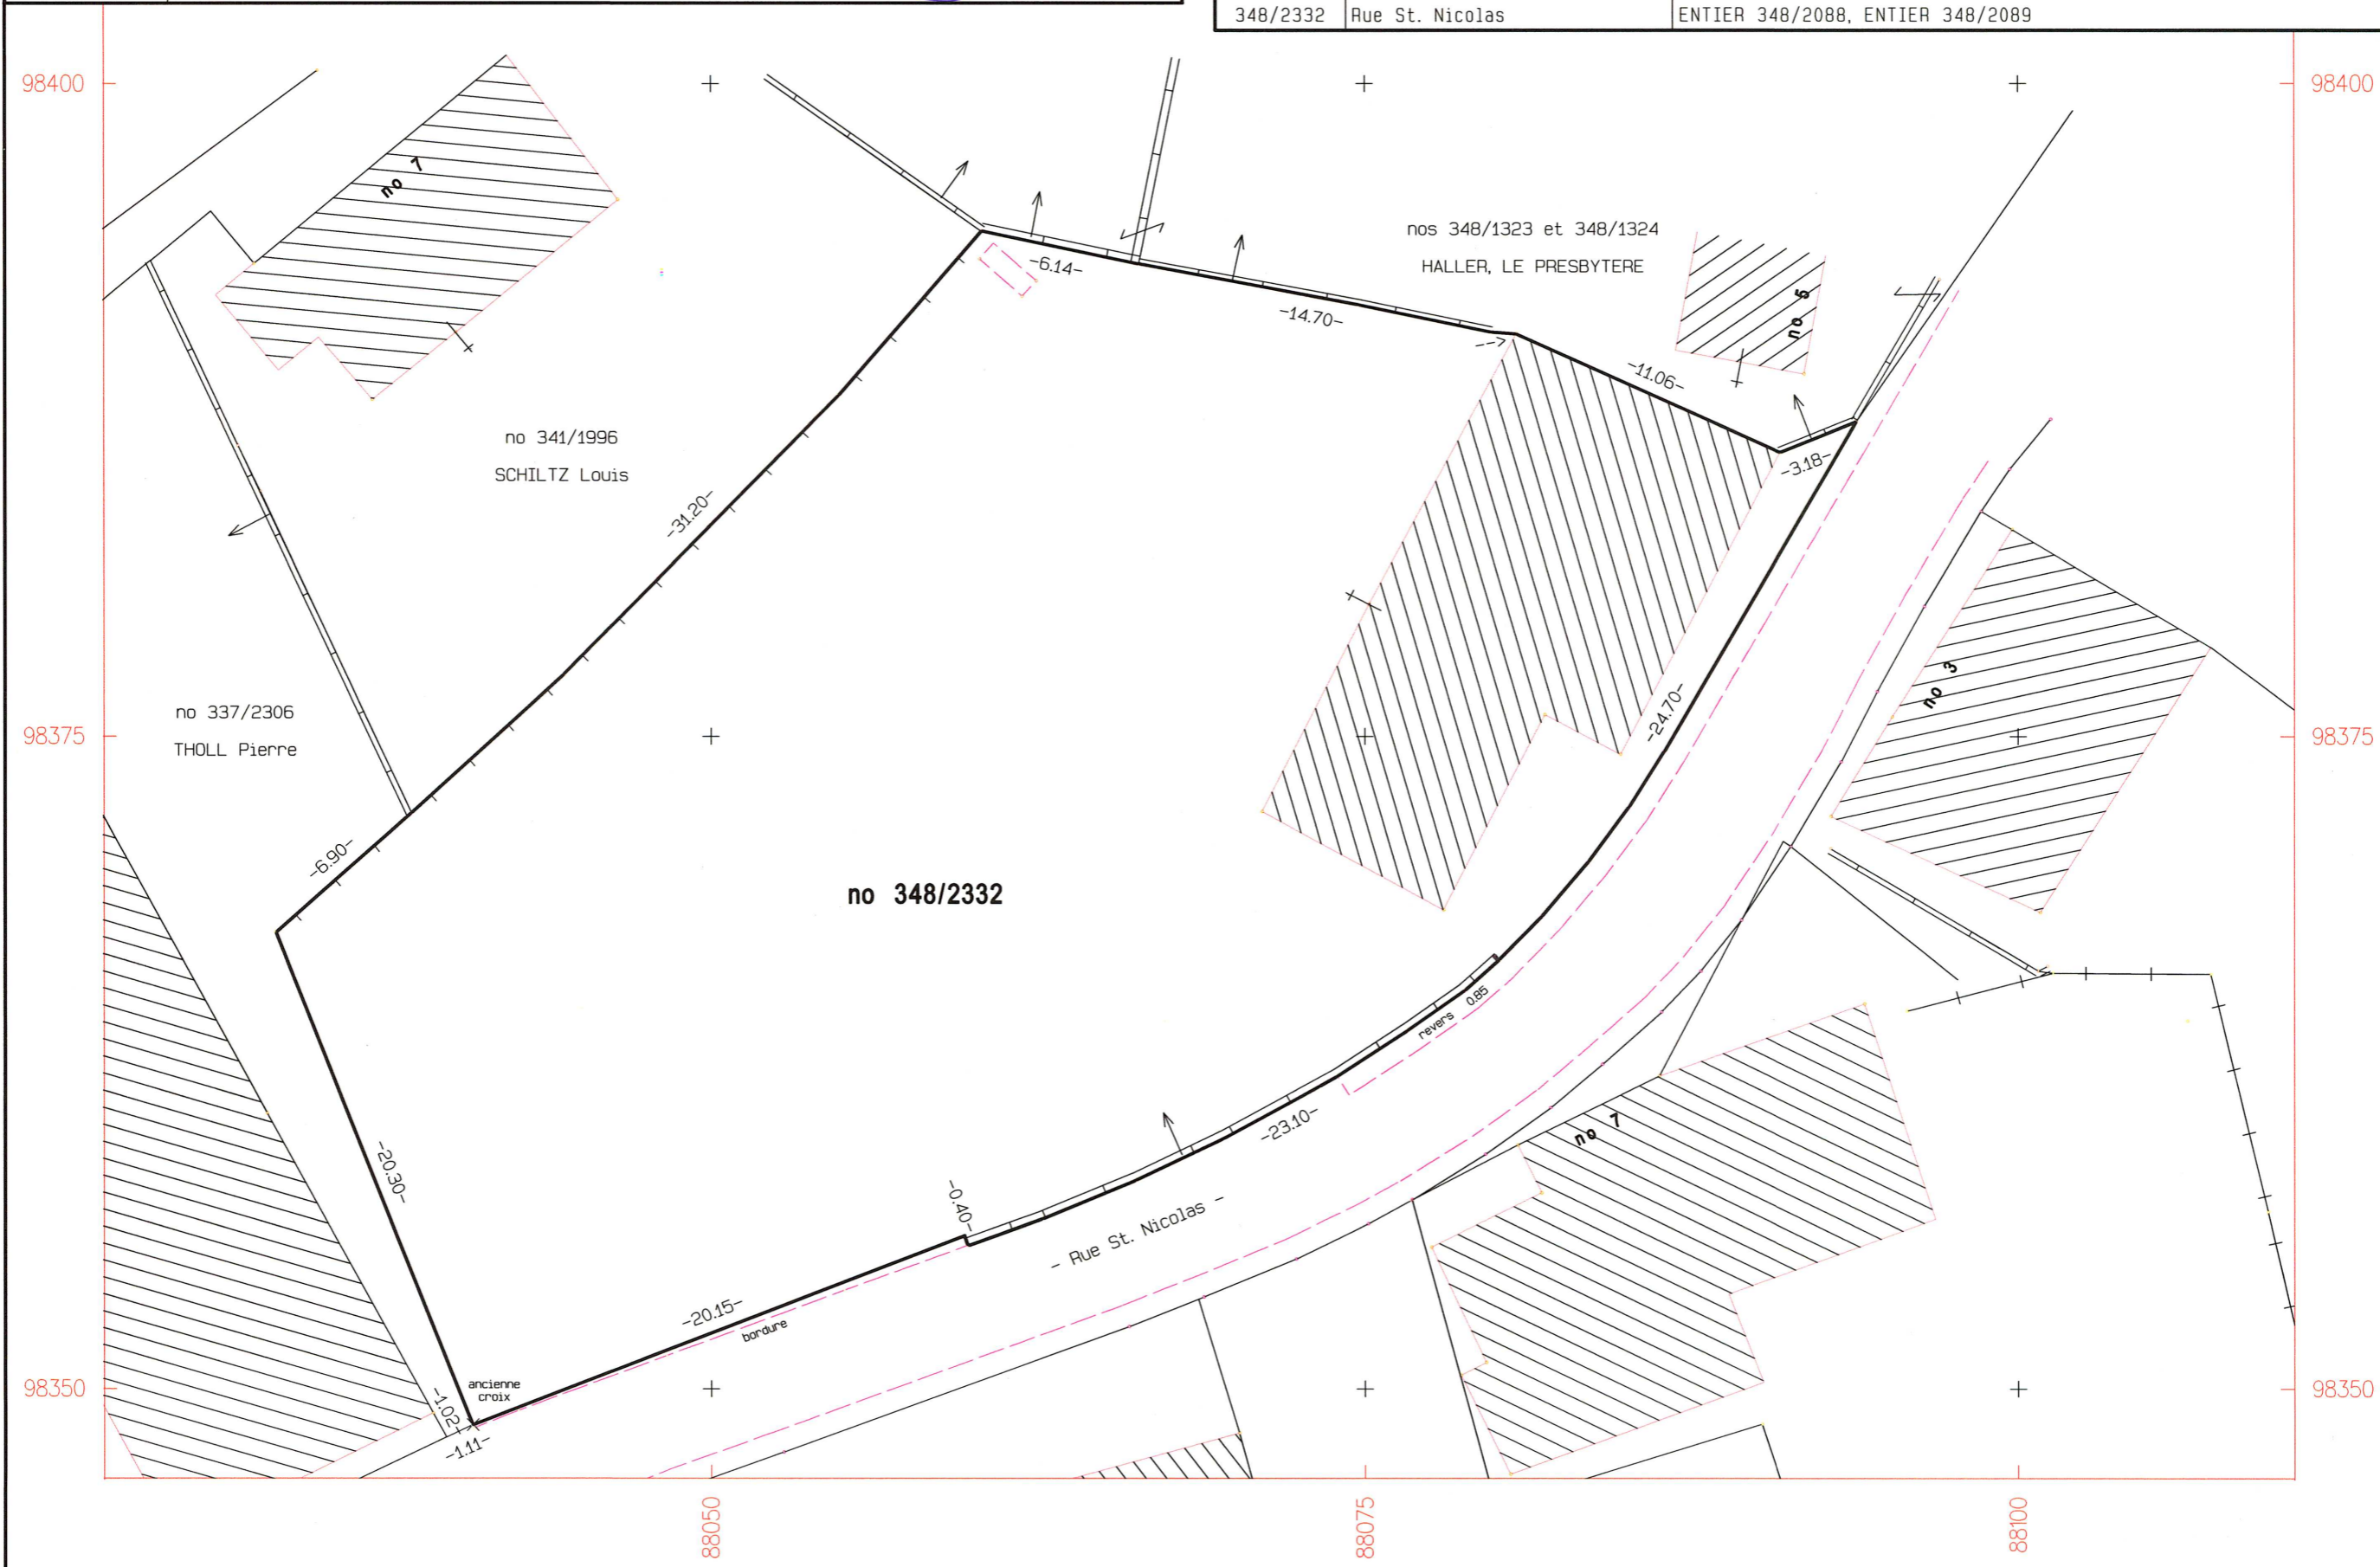 348/2332 Rue St. Nicolas ENTIER 348/2088, ENTIER 348/2089
98400
98400
no 7
nos 348/1323 et 348/1324
HALLER, LE PRESBYTERE
-6.14-
-14.70-
no 5
-11.06-
no 341/1996
SCHILTZ Louis
-3.18-
-31.20-
no 3
-24.70-
no 337/2306
THOLL Pierre
98375
98375
-6.90-
no 348/2332
0.85
revers
-23.10-
no 7
-20.30-
-0.40-
- Rue St. Nicolas -
-20.15-
bordure
ancienne
croix
98350
98350
-1.02-
-1.11-
88050
88075
88100